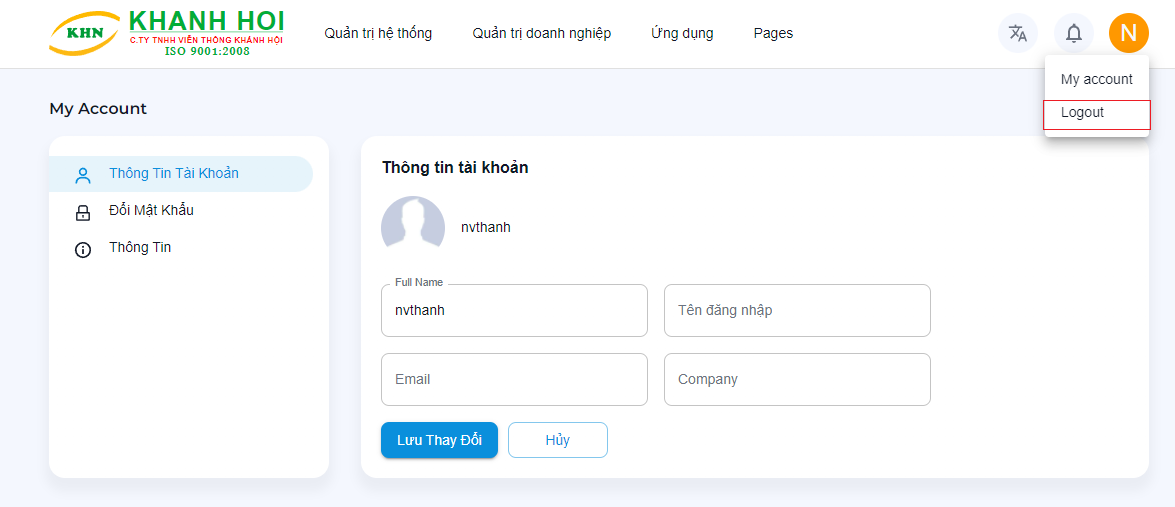 KHN
KHANH HOI
C.TY TNHH VIỄN THÔNG KHÁNH HỘI
ISO 9001:2008
Quản trị hệ thống
Quản trị doanh nghiệp
Ứng dụng
Pages
N
My account
Logout
My Account
Thông Tin Tài Khoản
Đổi Mật Khẩu
Thông Tin
Thông tin tài khoản
nvthanh
Full Name
nvthanh
Tên đăng nhập
Email
Company
Lưu Thay Đổi
Hủy